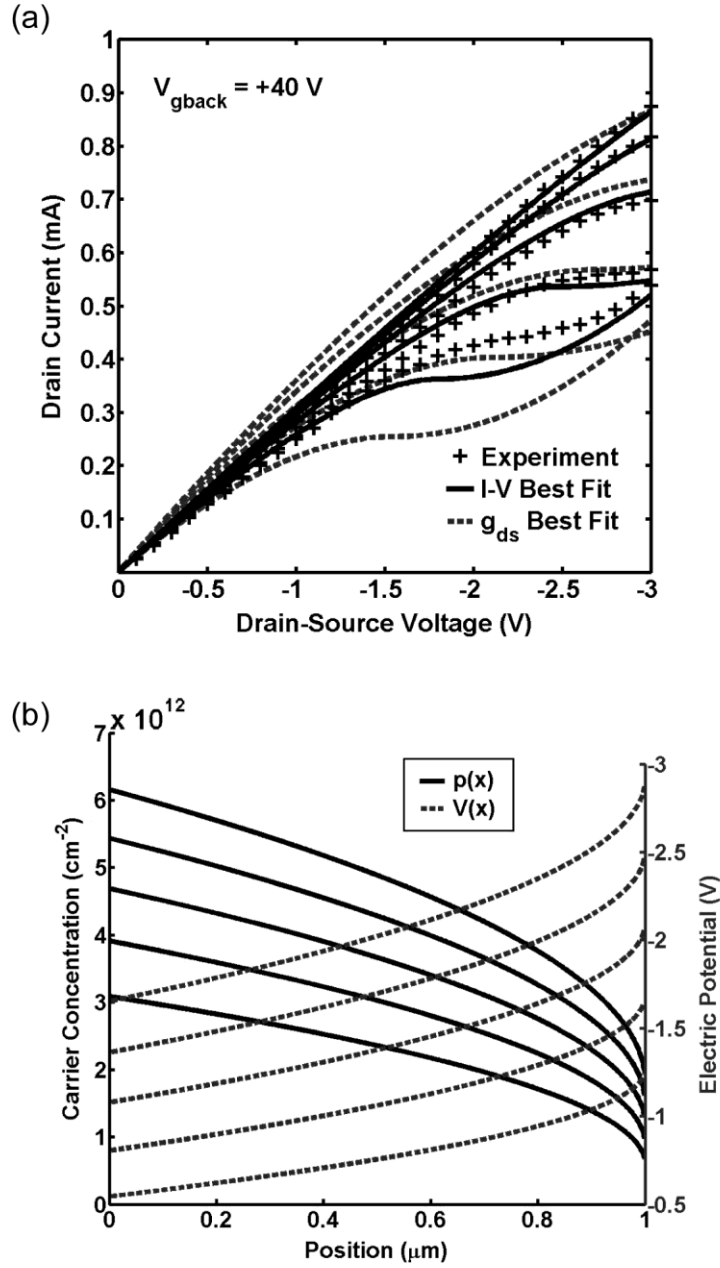 (a)
V_gback = +40 V
1
0.9
0.8
0.7
0.6
0.5
0.4
0.3
0.2
0.1
Drain Current (mA)
+ Experiment
I-V Best Fit
g_ds Best Fit
0 -0.5 -1 -1.5 -2 -2.5 -3
Drain-Source Voltage (V)
(b)
x 10^12
7
6
5
4
3
2
1
0
Carrier Concentration (cm^-2)
p(x)
V(x)
-3
-2.5
-2
-1.5
-1
-0.5
Electric Potential (V)
0 0.2 0.4 0.6 0.8 1
Position (μm)